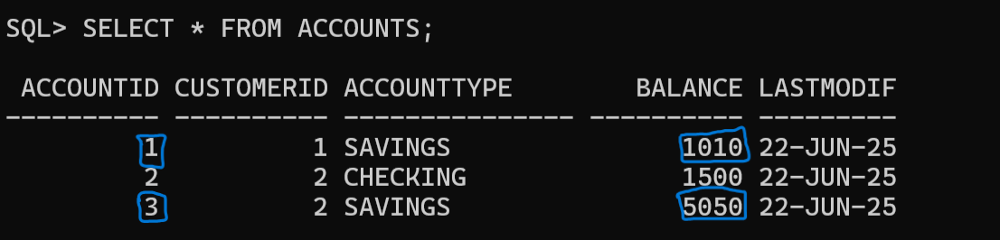 SQL> SELECT * FROM ACCOUNTS;
ACCOUNTID CUSTOMERID ACCOUNTTYPE BALANCE LASTMODIF
---------- ---------- --------------- ---------- ---------
1 1 SAVINGS 1010 22-JUN-25
2 2 CHECKING 1500 22-JUN-25
3 2 SAVINGS 5050 22-JUN-25